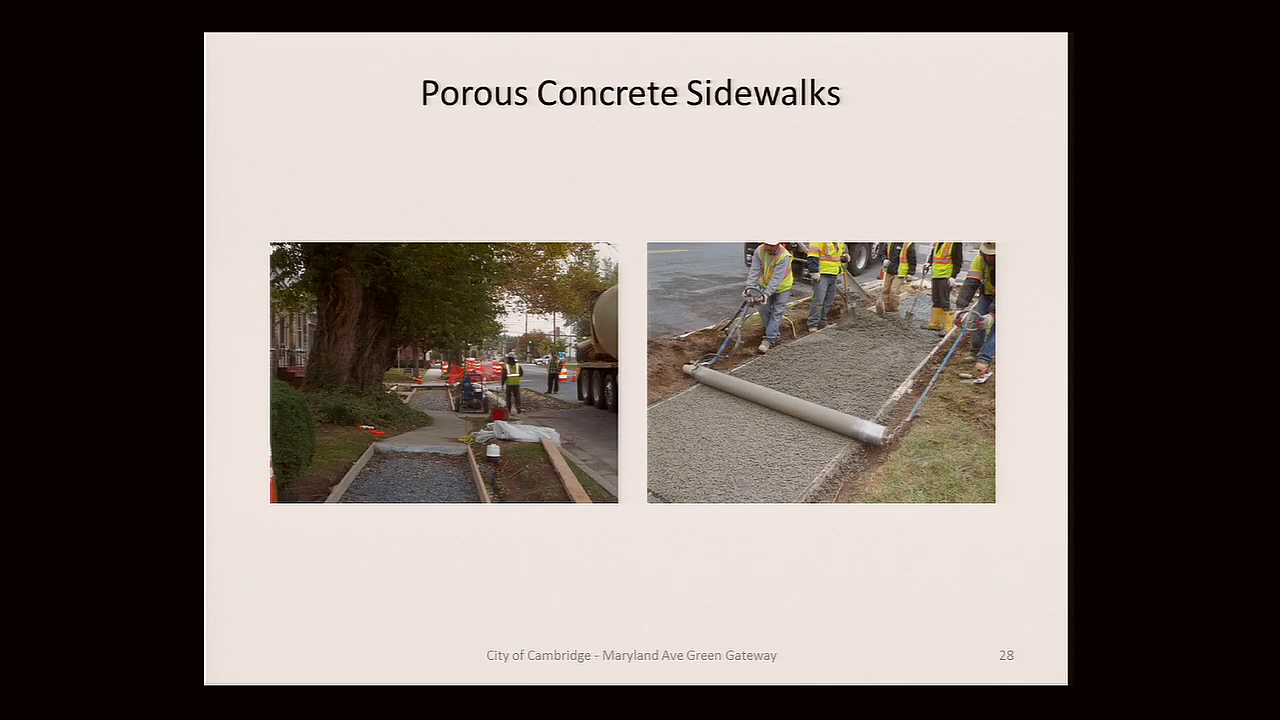 Porous Concrete Sidewalks
City of Cambridge - Maryland Ave Green Gateway
28